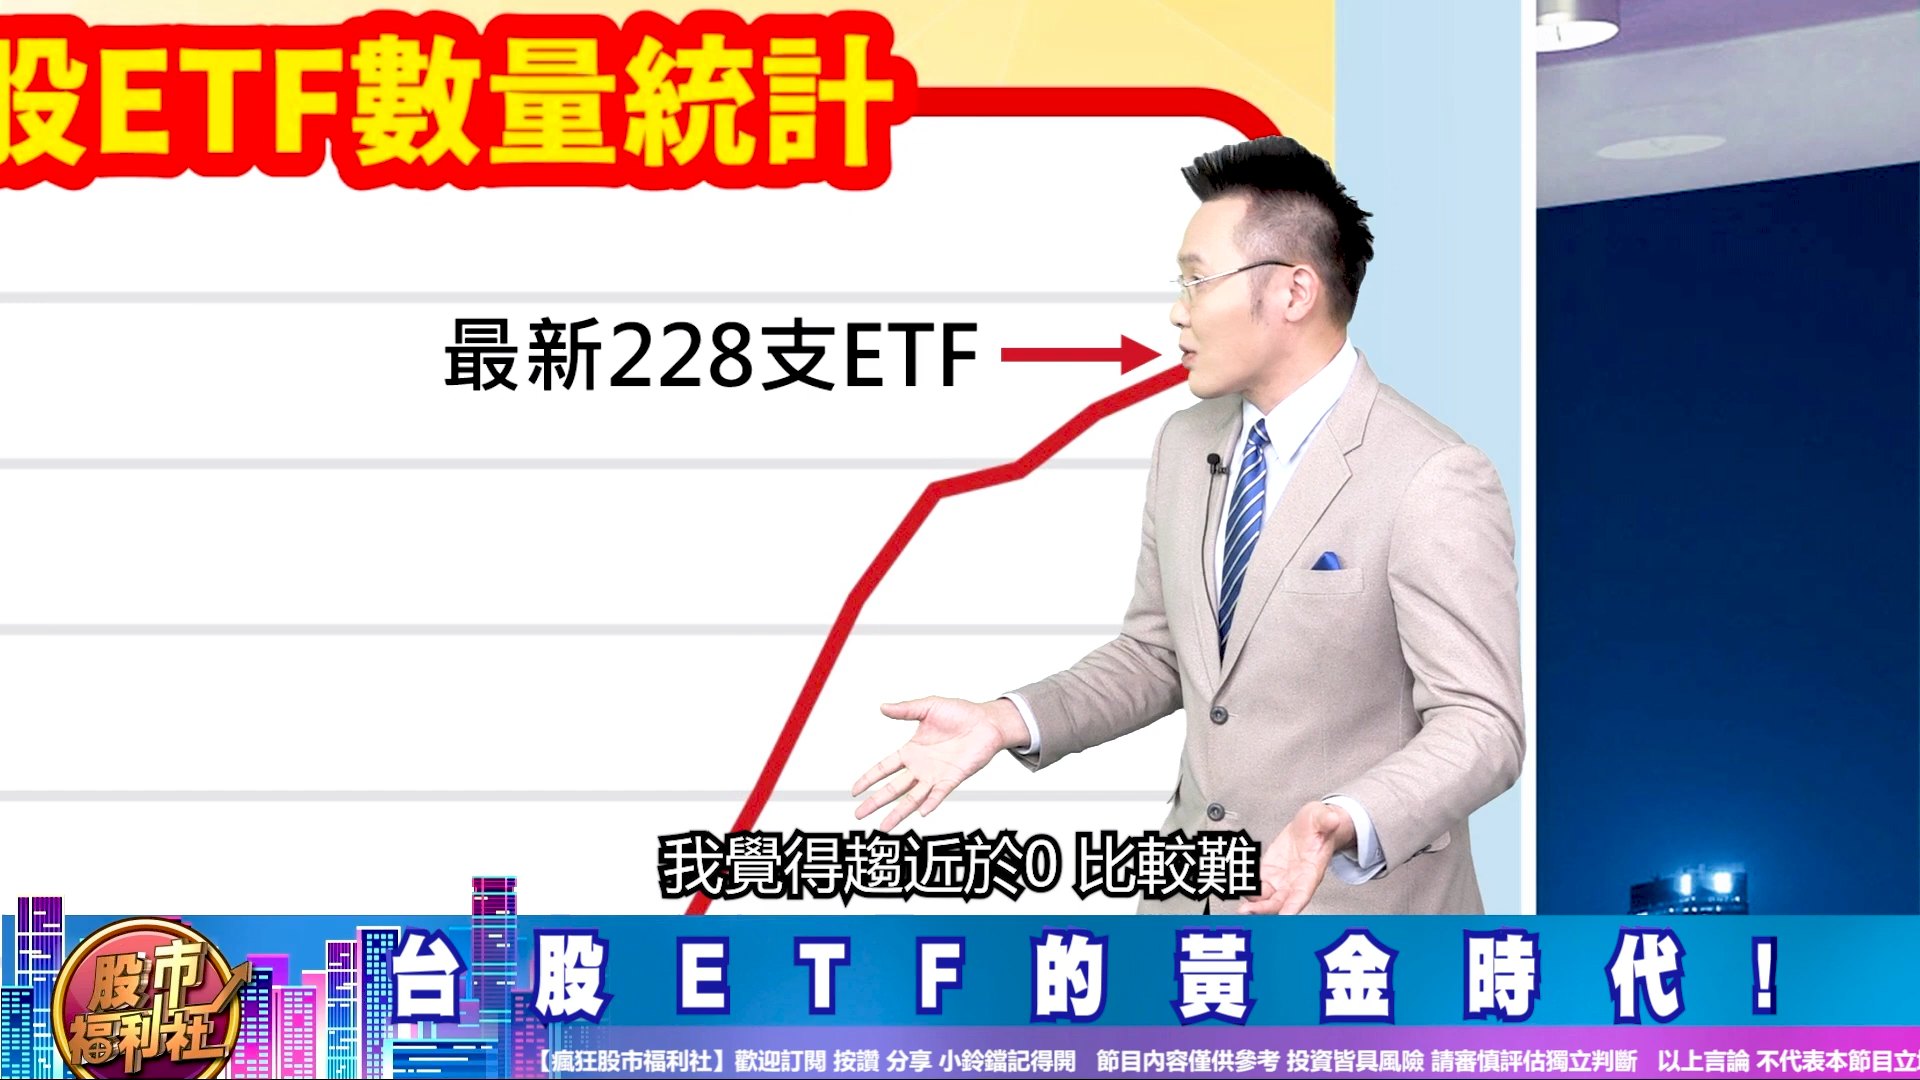 股ETF數量統計
最新228支ETF
我覺得趨近於0 比較難
台股ETF的黃金時代!
股市
福利社
【瘋狂股市福利社】歡迎訂閱 按讚 分享 小鈴鐺記得開 節目內容僅供參考 投資皆具風險 請審慎評估獨立判斷 以上言論 不代表本節目立